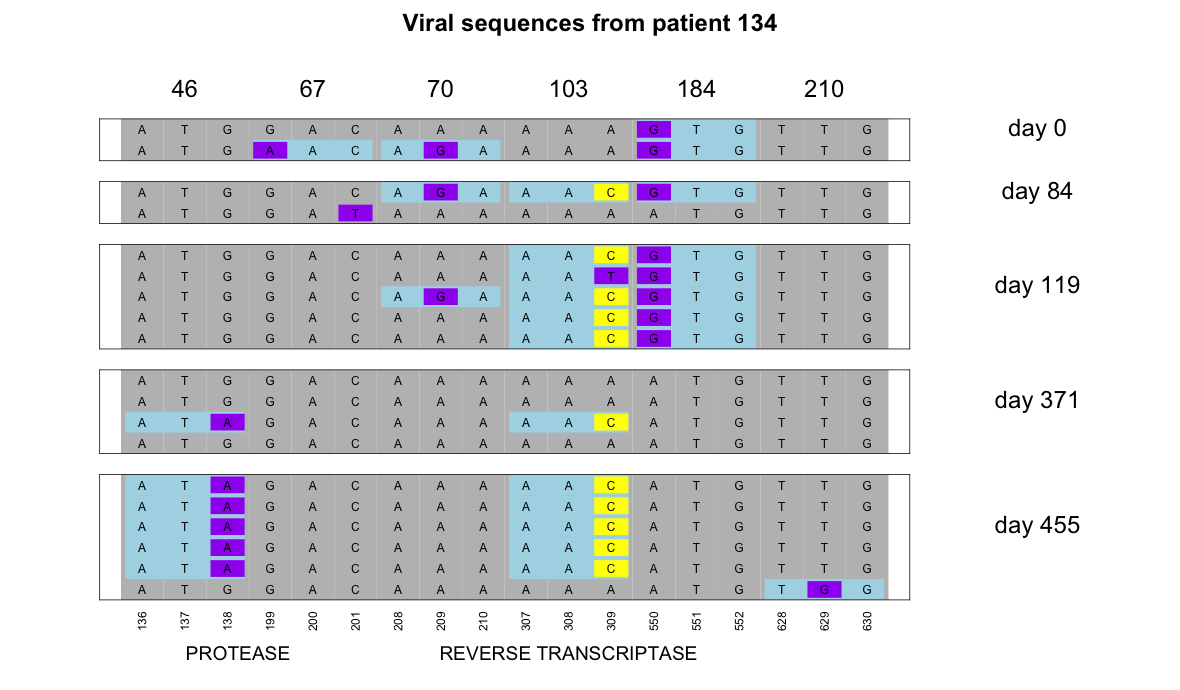 Viral sequences from patient 134
46 67 70 103 184 210
A T G G A C A A A A A A G T G T T G day 0
A T G A A C A G A A A A G T G T T G
A T G G A C A G A A A C G T G T T G day 84
A T G G A T A A A A A A A T G T T G
A T G G A C A A A A A C G T G T T G
A T G G A C A A A A A T G T G T T G day 119
A T G G A C A G A A A C G T G T T G
A T G G A C A A A A A C G T G T T G
A T G G A C A A A A A C G T G T T G
A T G G A C A A A A A A A T G T T G
A T G G A C A A A A A A A T G T T G day 371
A T A G A C A A A A A C A T G T T G
A T G G A C A A A A A A A T G T T G
A T A G A C A A A A A C A T G T T G
A T A G A C A A A A A C A T G T T G
A T A G A C A A A A A C A T G T T G day 455
A T A G A C A A A A A C A T G T T G
A T A G A C A A A A A C A T G T T G
A T G G A C A A A A A A A T G T G G
136 137 138 199 200 201 208 209 210 307 308 309 550 551 552 628 629 630
PROTEASE REVERSE TRANSCRIPTASE